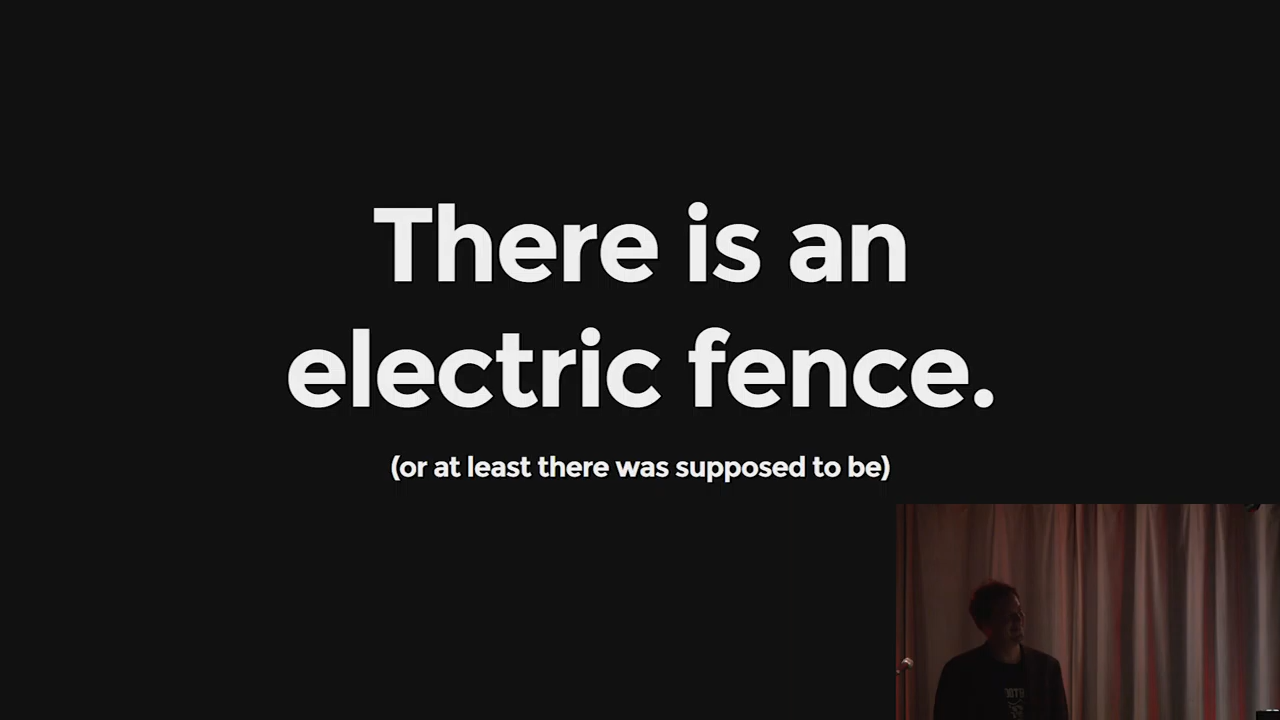 There is an
electric fence.
(or at least there was supposed to be)